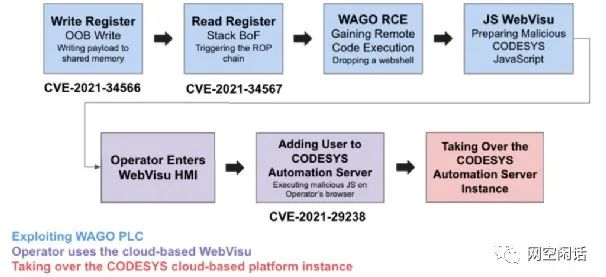 Write Register
OOB Write
Writing payload to
shared memory
CVE-2021-34566
Read Register
Stack BoF
Triggering the ROP
chain
CVE-2021-34567
WAGO RCE
Gaining Remote
Code Execution
Dropping a webshell
JS WebVisu
Preparing Malicious
CODESYS
JavaScript
Operator Enters
WebVisu HMI
Adding User to
CODESYS
Automation Server
Executing malicious JS on
Operator's browser
CVE-2021-29238
Taking Over the
CODESYS
Automation Server
Instance
Exploiting WAGO PLC
Operator uses the cloud-based WebVisu
Taking over the CODESYS cloud-based platform instance
网空闲话